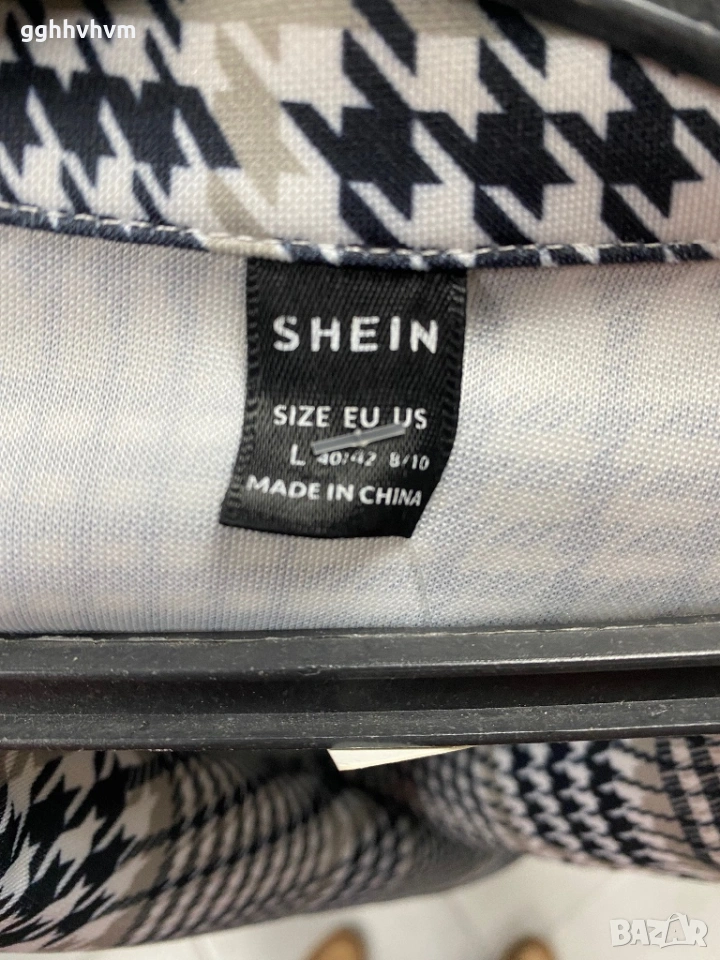 gghhvhvm
SHEIN
SIZE EU US
L 40/42 8/10
MADE IN CHINA
BAZAR